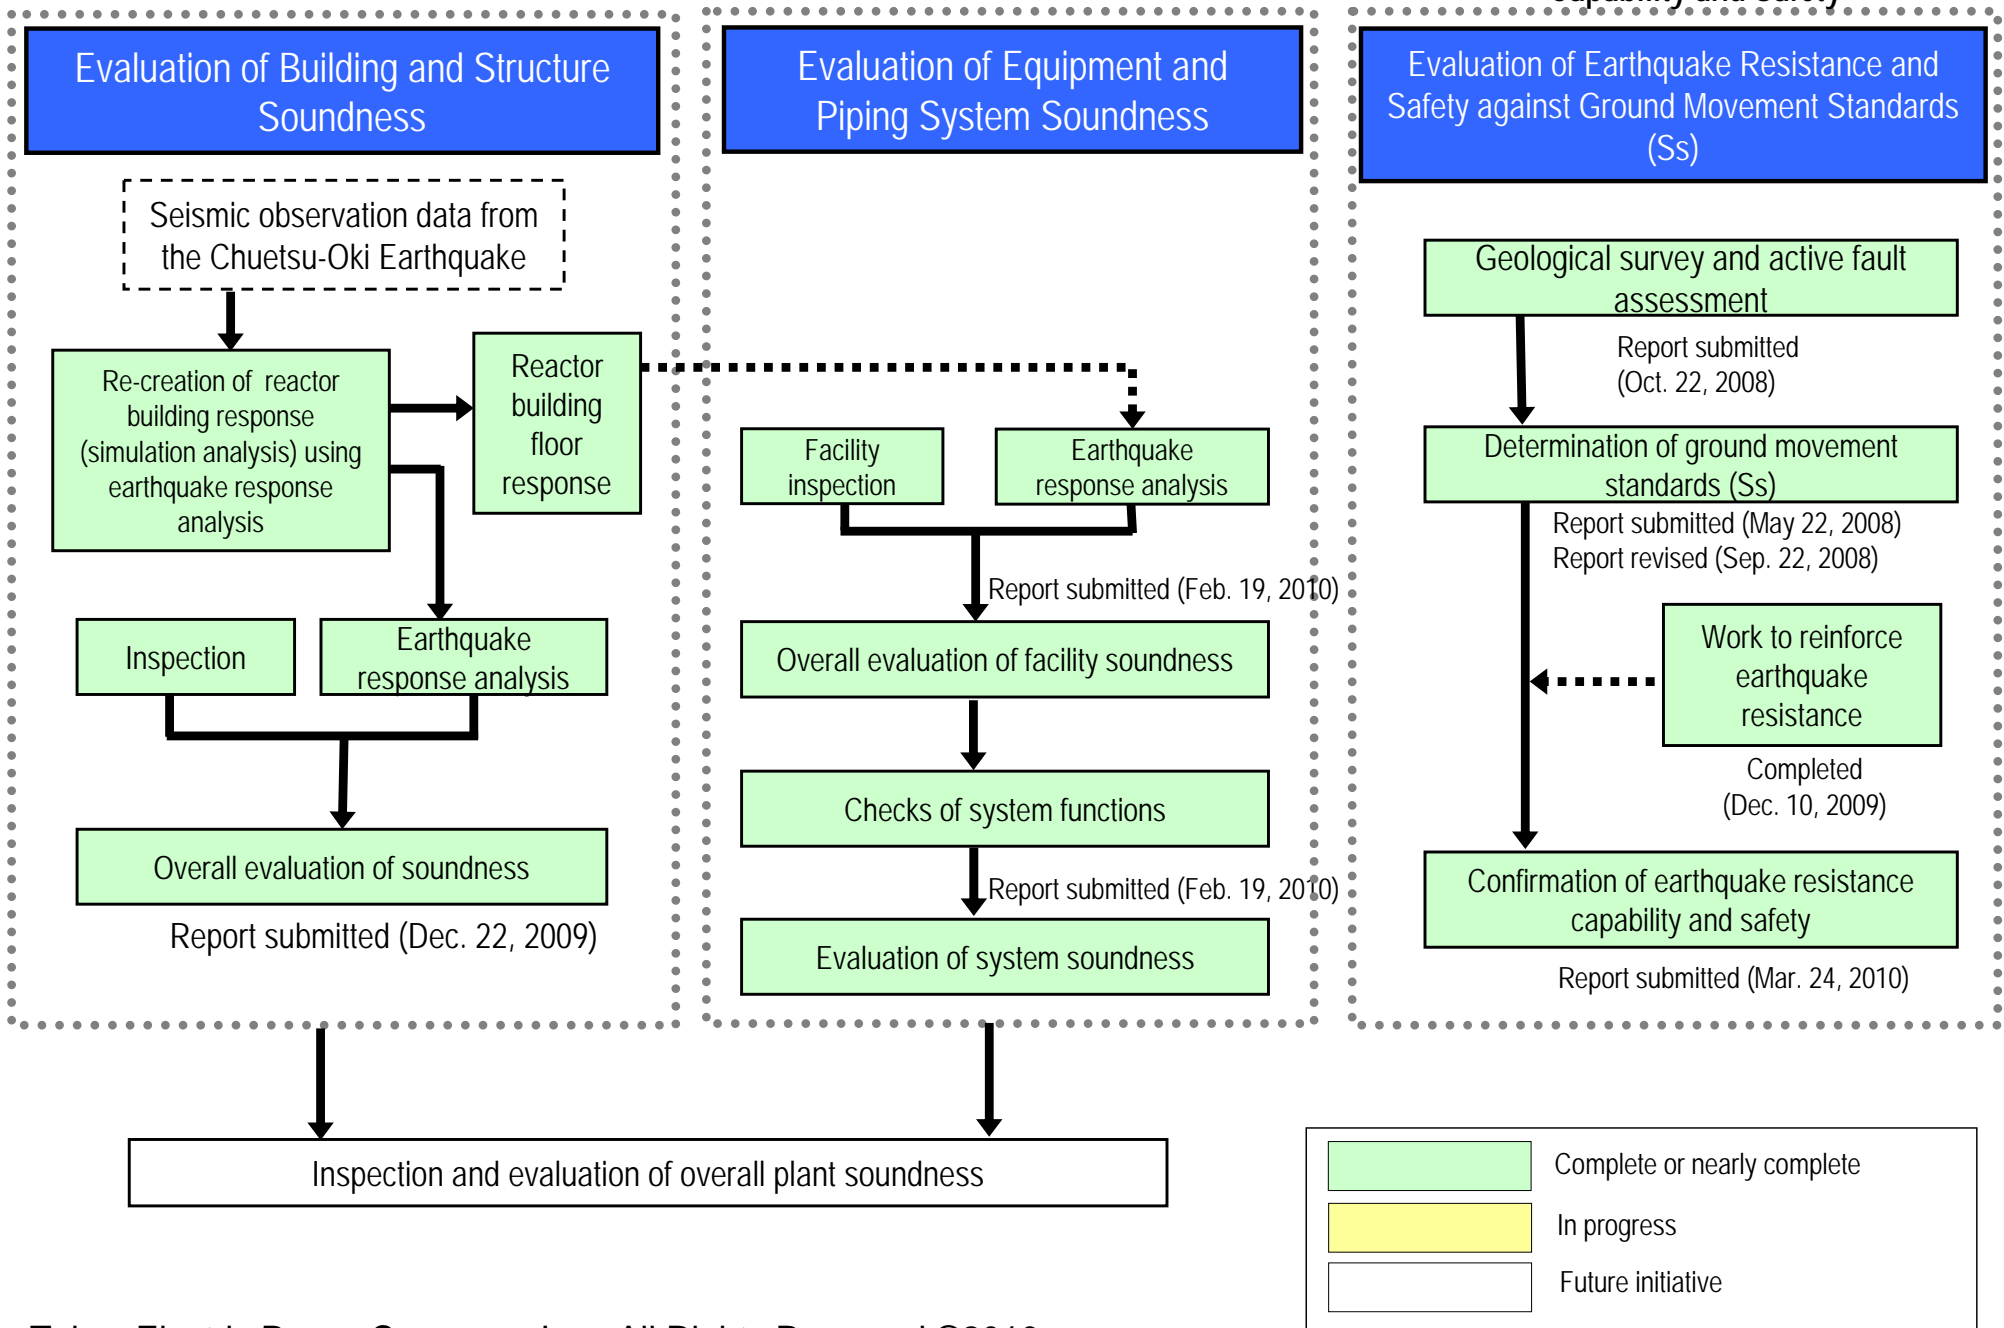 capability and Safety
Evaluation of Building and Structure
Soundness
Seismic observation data from
the Chuetsu-Oki Earthquake
Re-creation of reactor
building response
(simulation analysis) using
earthquake response
analysis
Reactor
building
floor
response
Inspection
Earthquake
response analysis
Overall evaluation of soundness
Report submitted (Dec. 22, 2009)
Evaluation of Equipment and
Piping System Soundness
Facility
inspection
Earthquake
response analysis
Report submitted (Feb. 19, 2010)
Overall evaluation of facility soundness
Checks of system functions
Report submitted (Feb. 19, 2010)
Evaluation of system soundness
Evaluation of Earthquake Resistance and
Safety against Ground Movement Standards
(Ss)
Geological survey and active fault
assessment
Report submitted
(Oct. 22, 2008)
Determination of ground movement
standards (Ss)
Report submitted (May 22, 2008)
Report revised (Sep. 22, 2008)
Work to reinforce
earthquake
resistance
Completed
(Dec. 10, 2009)
Confirmation of earthquake resistance
capability and safety
Report submitted (Mar. 24, 2010)
Inspection and evaluation of overall plant soundness
Complete or nearly complete
In progress
Future initiative